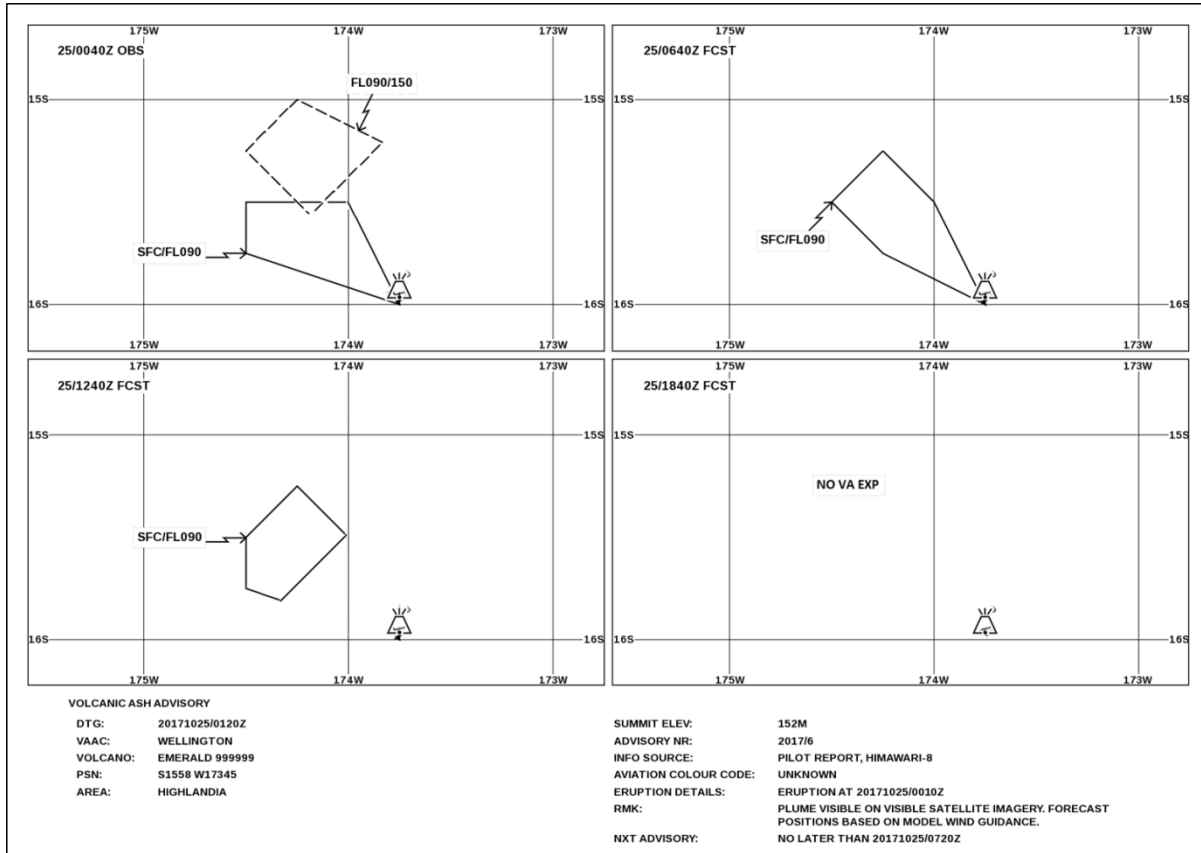 175W 174W 173W
25/0040Z OBS
FL090/150
15S
SFC/FL090
16S
175W 174W 173W
175W 174W 173W
25/0640Z FCST
15S 15S
SFC/FL090
16S 16S
175W 174W 173W
175W 174W 173W
25/1240Z FCST
15S
SFC/FL090
16S
175W 174W 173W
175W 174W 173W
25/1840Z FCST
15S 15S
NO VA EXP
16S 16S
175W 174W 173W
VOLCANIC ASH ADVISORY
DTG: 20171025/0120Z
VAAC: WELLINGTON
VOLCANO: EMERALD 999999
PSN: S1558 W17345
AREA: HIGHLANDIA
SUMMIT ELEV: 152M
ADVISORY NR: 2017/6
INFO SOURCE: PILOT REPORT, HIMAWARI-8
AVIATION COLOUR CODE: UNKNOWN
ERUPTION DETAILS: ERUPTION AT 20171025/0010Z
RMK: PLUME VISIBLE ON VISIBLE SATELLITE IMAGERY. FORECAST
POSITIONS BASED ON MODEL WIND GUIDANCE.
NXT ADVISORY: NO LATER THAN 20171025/0720Z